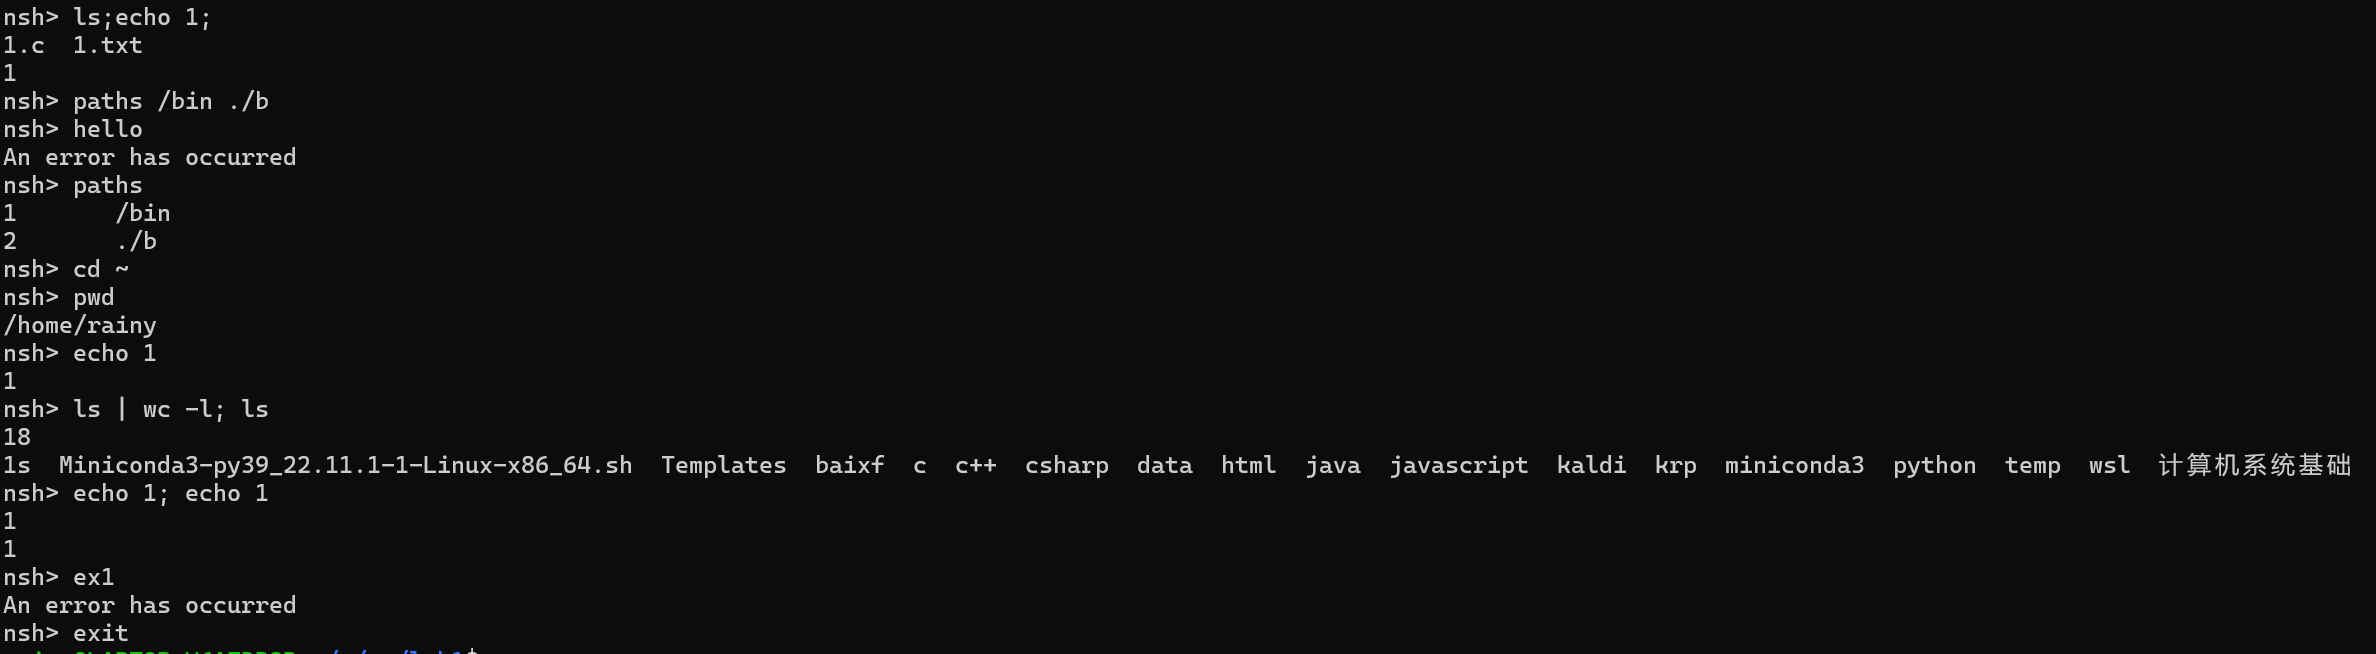 nsh> ls;echo 1;
1.c  1.txt
1
nsh> paths /bin ./b
nsh> hello
An error has occurred
nsh> paths
1       /bin
2       ./b
nsh> cd ~
nsh> pwd
/home/rainy
nsh> echo 1
1
nsh> ls | wc -l; ls
18
1s  Miniconda3-py39_22.11.1-1-Linux-x86_64.sh  Templates  baixf  c  c++  csharp  data  html  java  javascript  kaldi  krp  miniconda3  python  temp  wsl  计算机系统基础
nsh> echo 1; echo 1
1
1
nsh> ex1
An error has occurred
nsh> exit